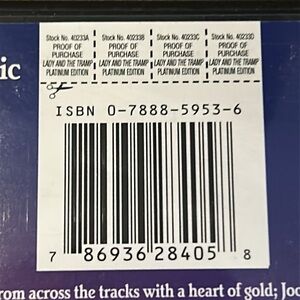 Stock No. 40233A Stock No. 40233B Stock No. 40233C Stock No. 40233D
PROOF OF PROOF OF PROOF OF PROOF OF
PURCHASE PURCHASE PURCHASE PURCHASE
LADY AND THE TRAMP LADY AND THE TRAMP LADY AND THE TRAMP LADY AND THE TRAMP
PLATINUM EDITION PLATINUM EDITION PLATINUM EDITION PLATINUM EDITION
ic
ISBN 0-7888-5953-6
7 86936 28405 8
rom across the tracks with a heart of gold; Joc